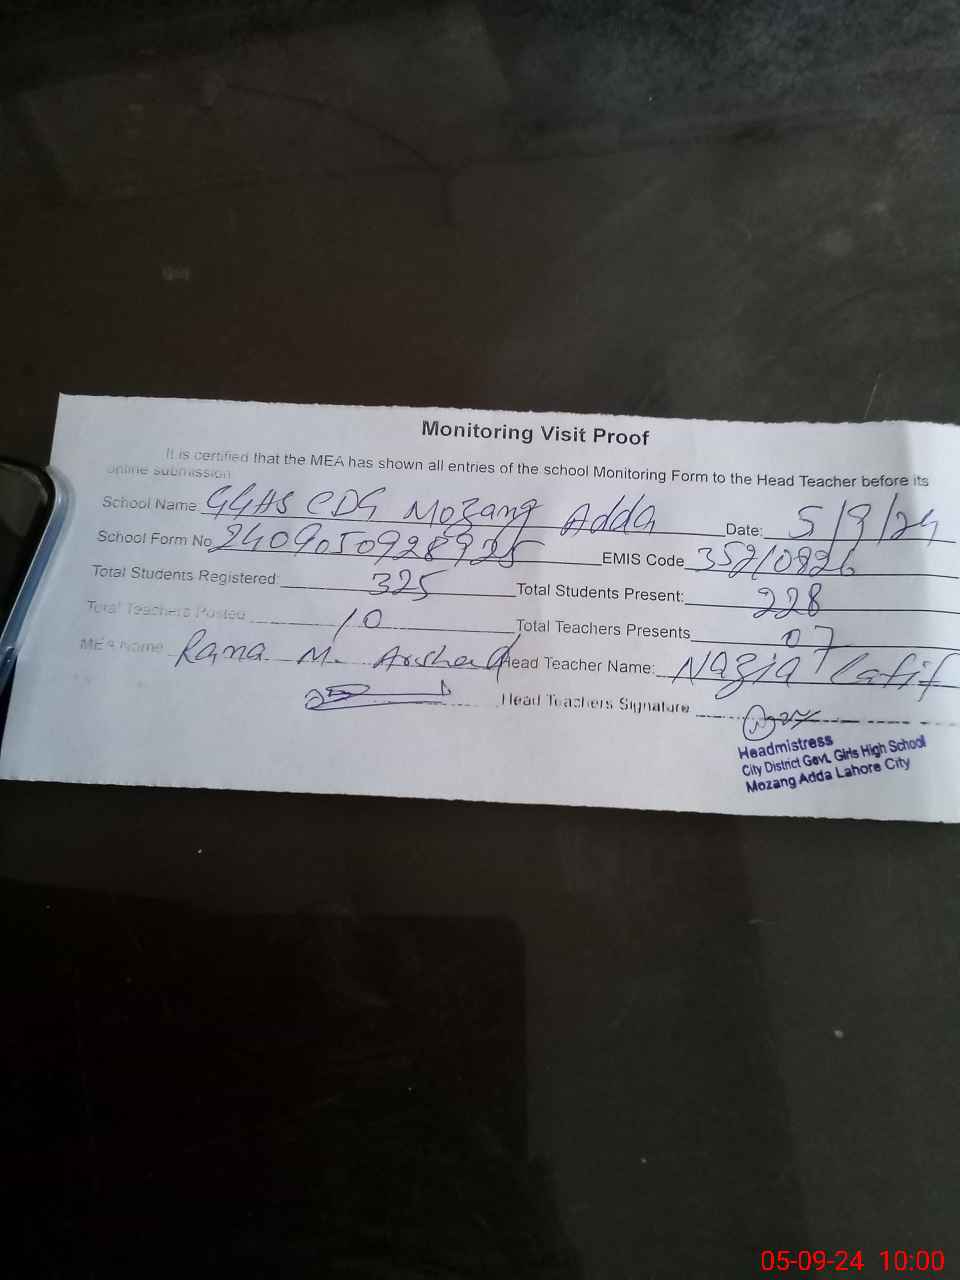 Monitoring Visit Proof
It is certified that the MEA has shown all entries of the school Monitoring Form to the Head Teacher before its
online submission
School Name GGHS CDG Mozang Adda Date: 5/9/24
School Form No 2409050928925 EMIS Code 35210826
Total Students Registered: 325 Total Students Present: 228
Total Teachers Posted 10 Total Teachers Presents 07
MEA Name Rana M. Arshad Head Teacher Name: Nazia Latif
Head Teachers Signature
Headmistress
City District Govt. Girls High School
Mozang Adda Lahore City
05-09-24 10:00